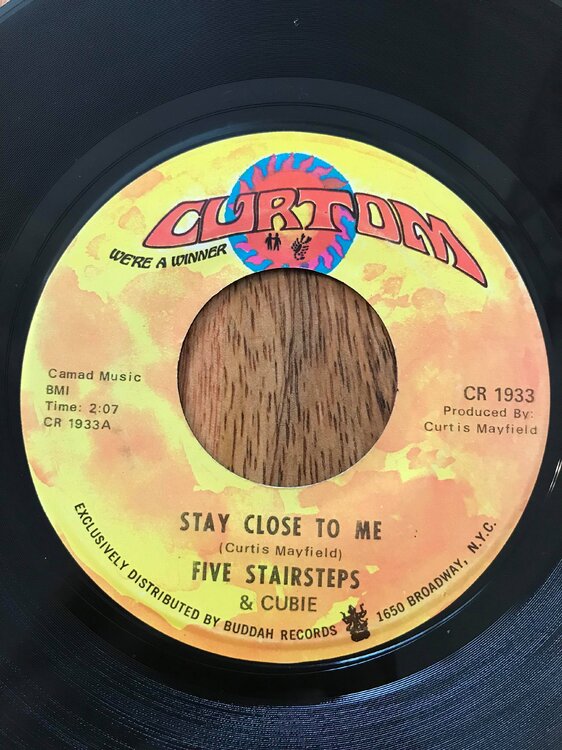 CURTOM
WE'RE A WINNER
Camad Music
BMI
Time: 2:07
CR 1933A
CR 1933
Produced By:
Curtis Mayfield
STAY CLOSE TO ME
(Curtis Mayfield)
FIVE STAIRSTEPS
& CUBIE
EXCLUSIVELY DISTRIBUTED BY BUDDAH RECORDS 1650 BROADWAY, N.Y.C.